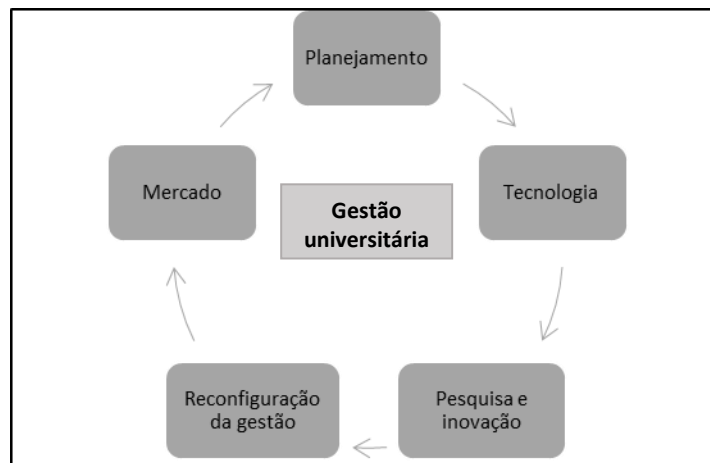 Planejamento
Mercado
Tecnologia
Gestão
universitária
Reconfiguração
da gestão
Pesquisa e
inovação